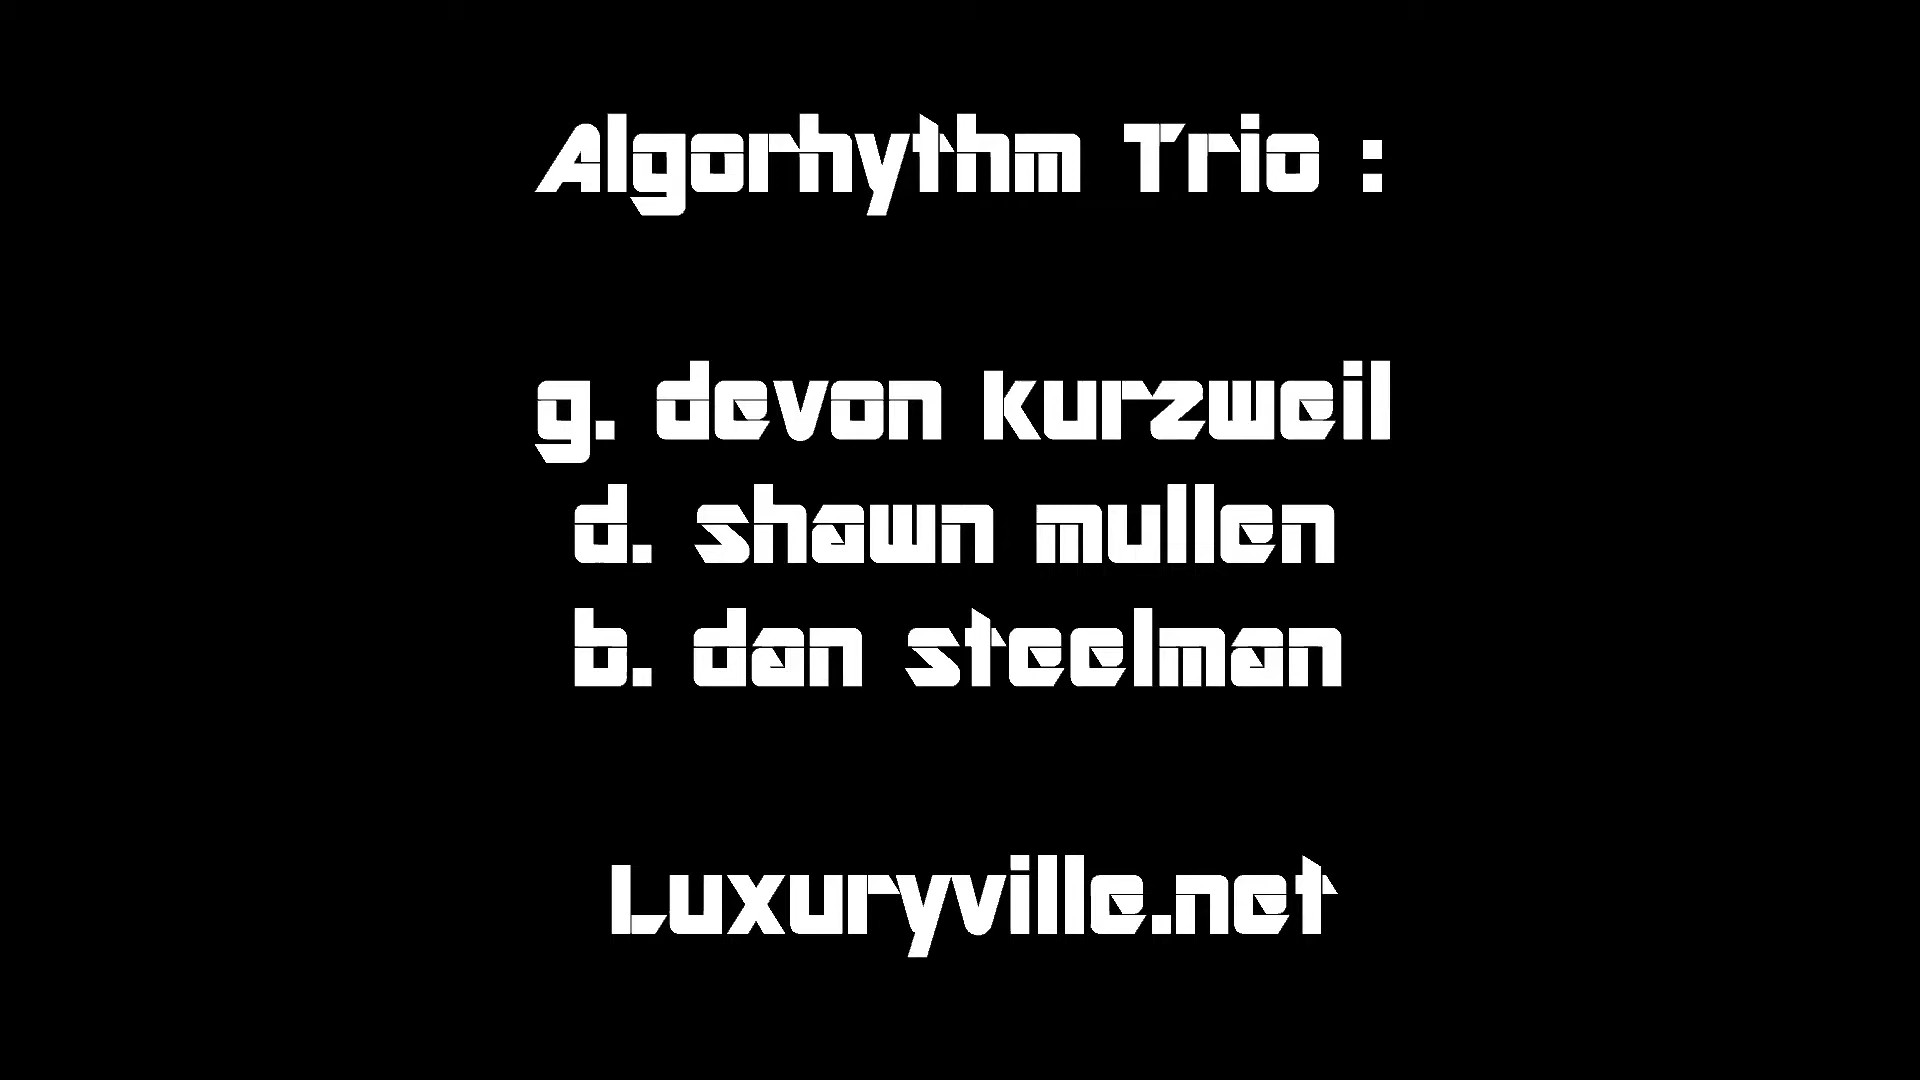 Algorhythm Trio :
g. devon kurzweil
d. shawn mullen
b. dan steelman
Luxuryville.net